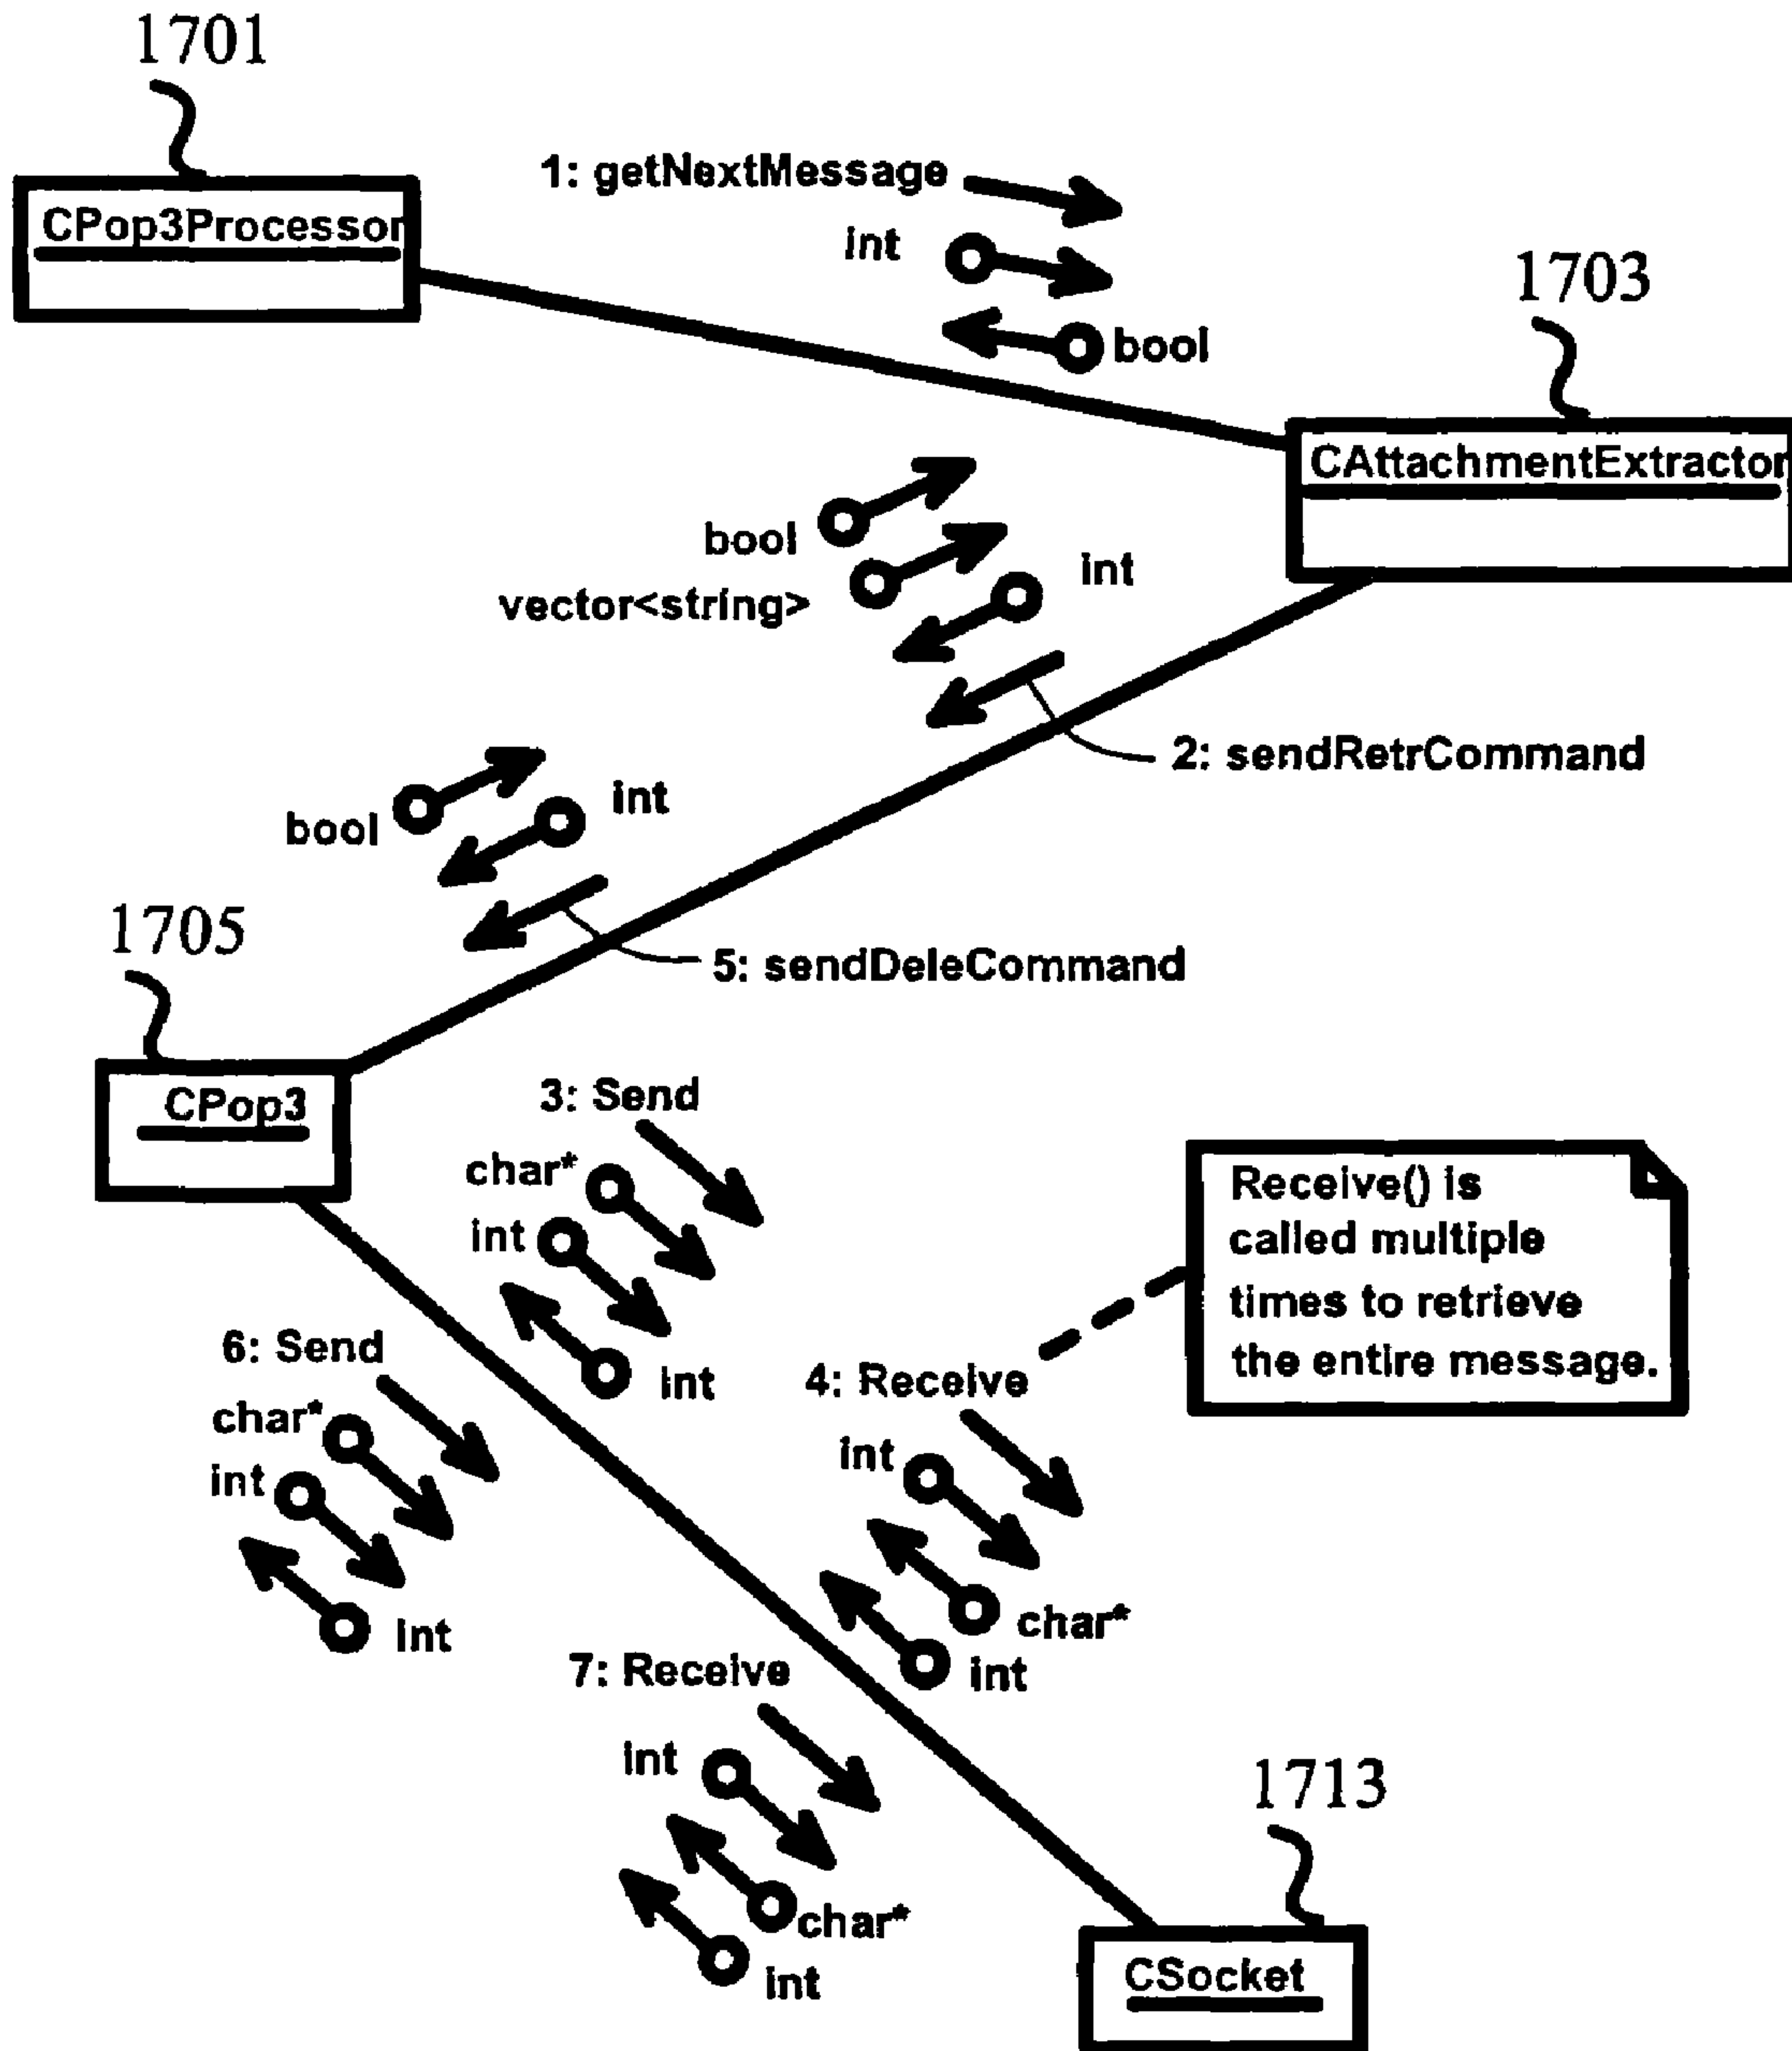 1701
1: getNextMessage
CPop3Processor
int
1703
bool
CAttachmentExtractor
bool
int
vector<string>
2: sendRetrCommand
int
bool
1705
5: sendDeleCommand
CPop3
3: Send
char*
int
int
Receive() is
called multiple
times to retrieve
the entire message.
6: Send
char*
int
int
4: Receive
int
char*
int
7: Receive
int
char*
int
1713
CSocket